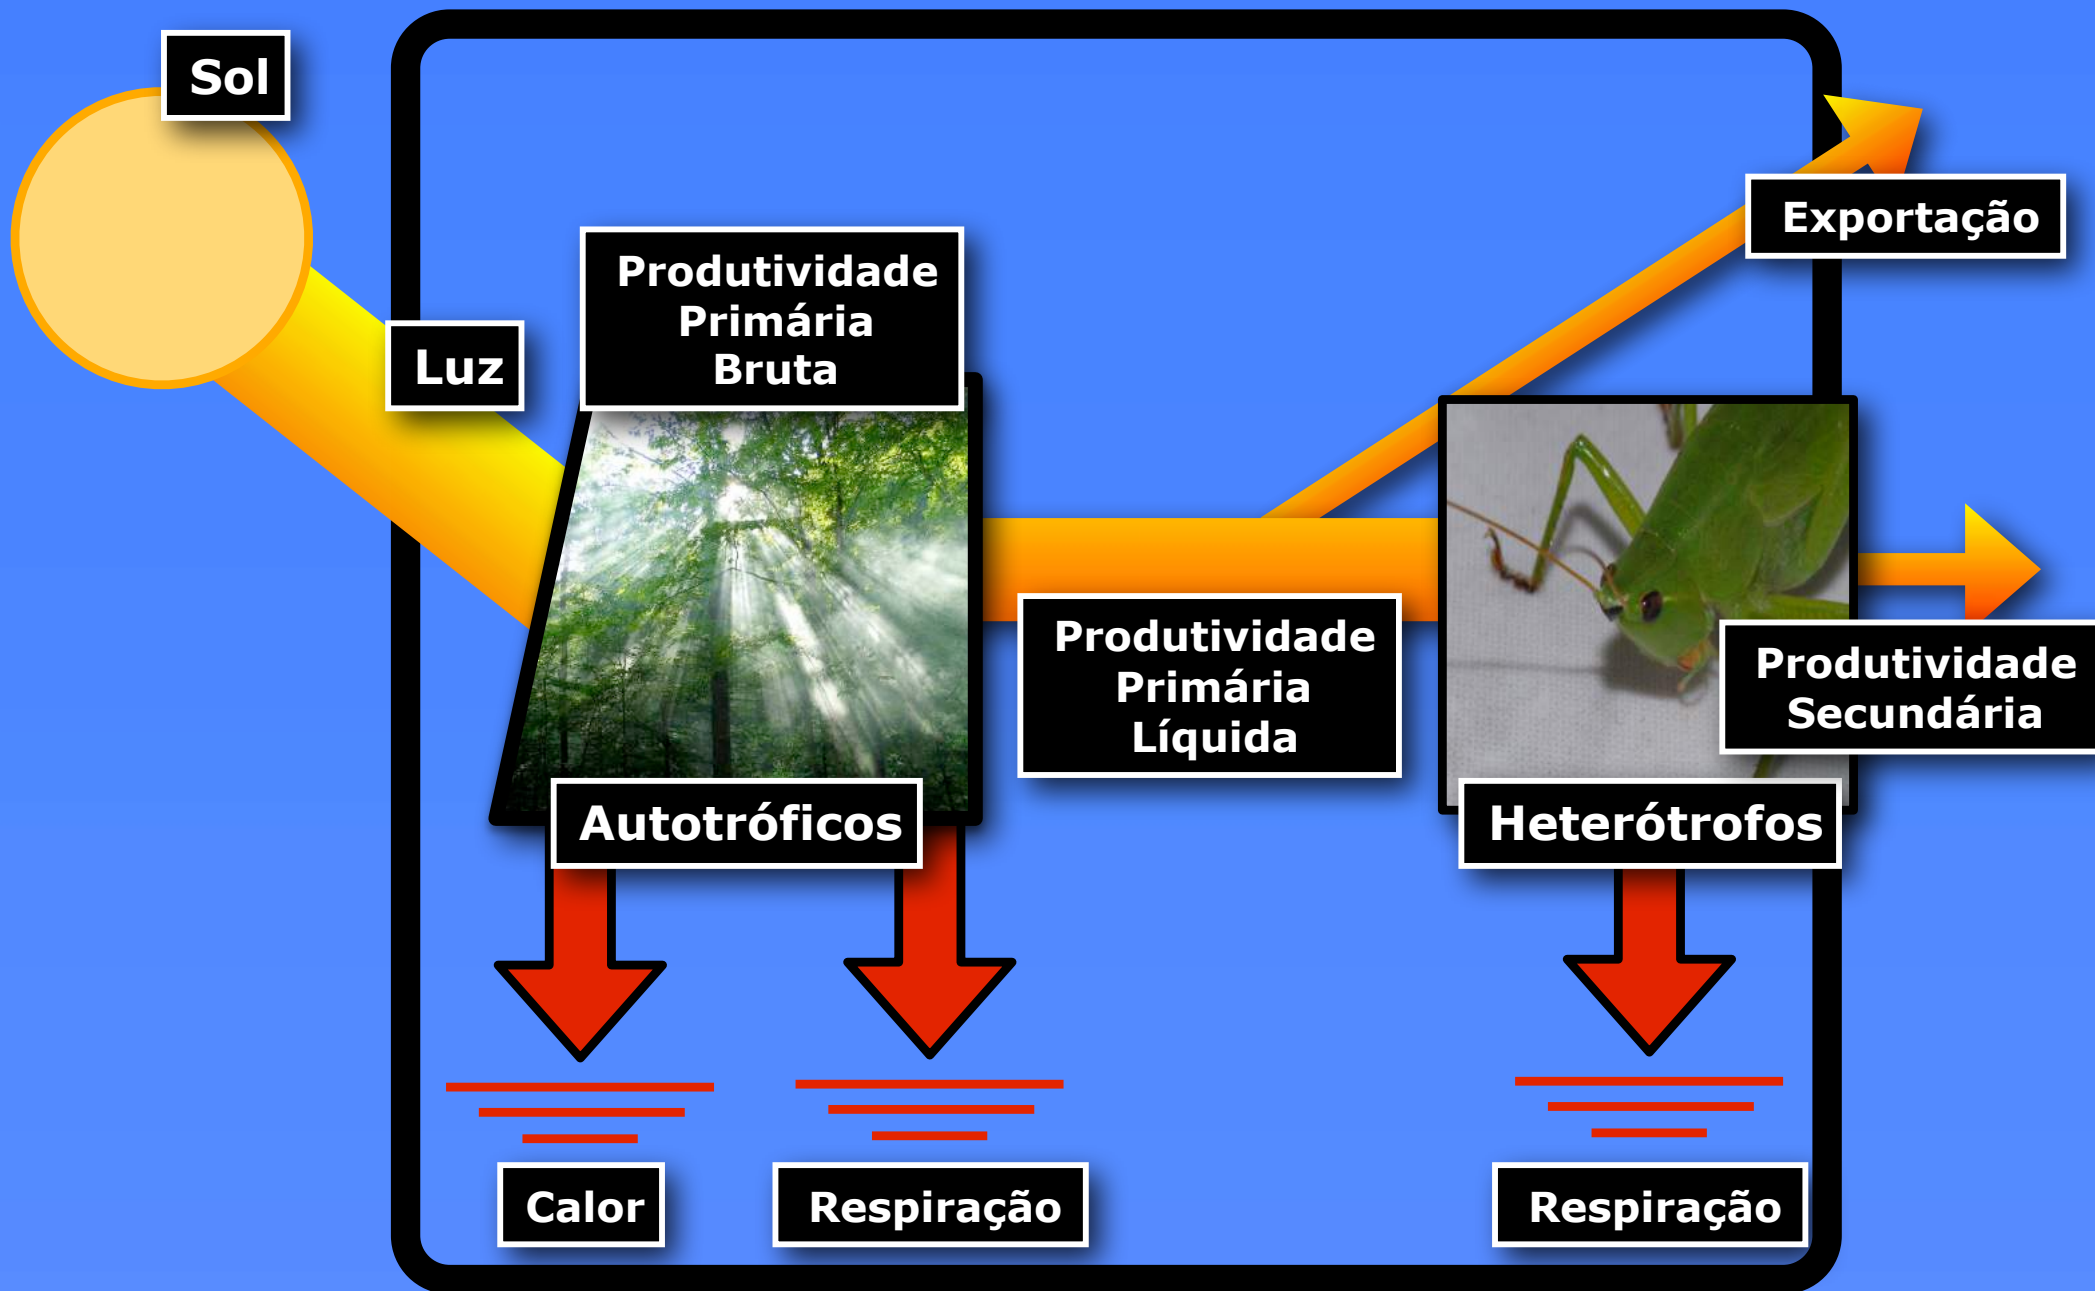 Sol
Luz
Produtividade
Primária
Bruta
Exportação
Produtividade
Primária
Líquida
Produtividade
Secundária
Autotróficos
Heterótrofos
Calor
Respiração
Respiração